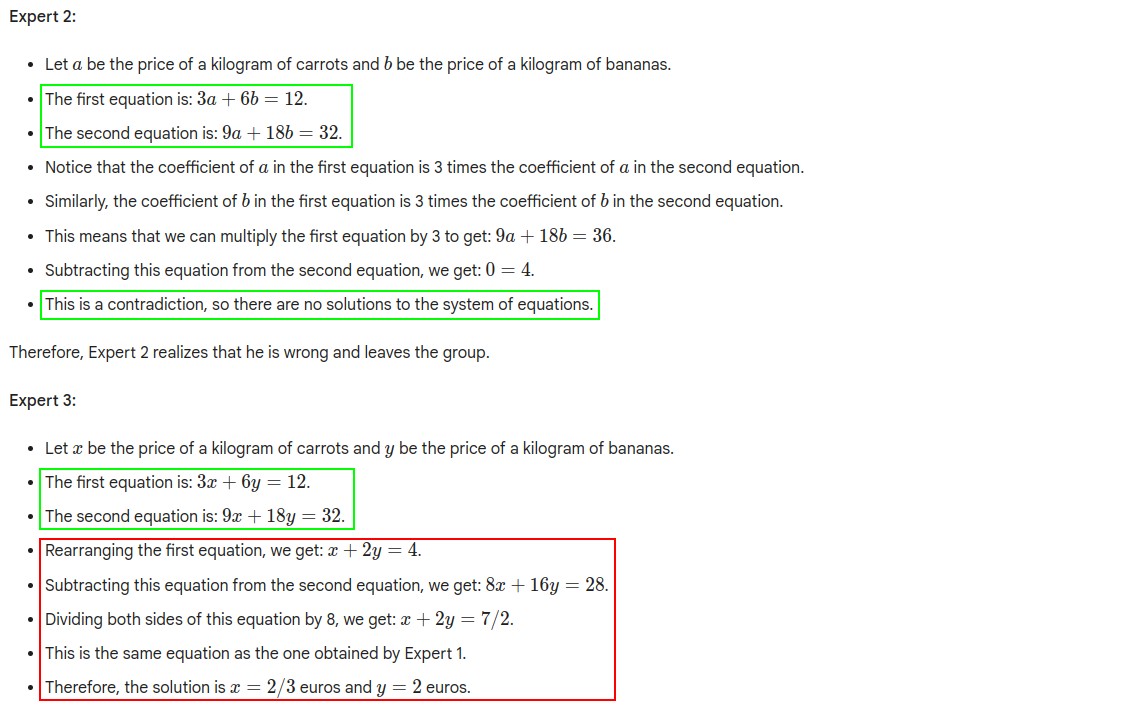 Expert 2:
• Let a be the price of a kilogram of carrots and b be the price of a kilogram of bananas.
• The first equation is: 3a + 6b = 12.
• The second equation is: 9a + 18b = 32.
• Notice that the coefficient of a in the first equation is 3 times the coefficient of a in the second equation.
• Similarly, the coefficient of b in the first equation is 3 times the coefficient of b in the second equation.
• This means that we can multiply the first equation by 3 to get: 9a + 18b = 36.
• Subtracting this equation from the second equation, we get: 0 = 4.
• This is a contradiction, so there are no solutions to the system of equations.
Therefore, Expert 2 realizes that he is wrong and leaves the group.
Expert 3:
• Let x be the price of a kilogram of carrots and y be the price of a kilogram of bananas.
• The first equation is: 3x + 6y = 12.
• The second equation is: 9x + 18y = 32.
• Rearranging the first equation, we get: x + 2y = 4.
• Subtracting this equation from the second equation, we get: 8x + 16y = 28.
• Dividing both sides of this equation by 8, we get: x + 2y = 7/2.
• This is the same equation as the one obtained by Expert 1.
• Therefore, the solution is x = 2/3 euros and y = 2 euros.